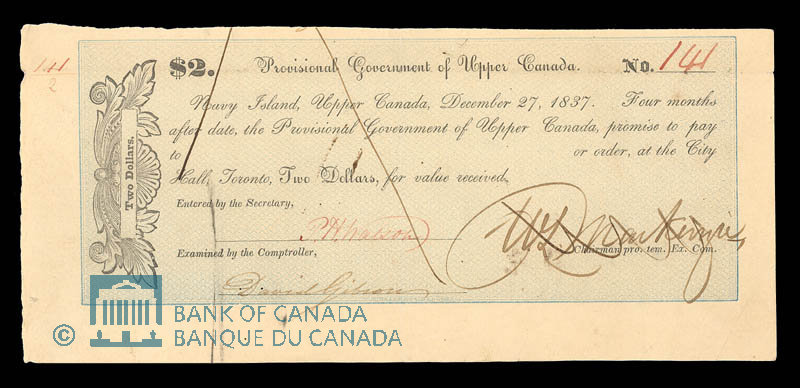 $2. Provisional Government of Upper Canada. No. 141
141
2
Two Dollars.
Navy Island, Upper Canada, December 27, 1837. Four months
after date, the Provisional Government of Upper Canada, promise to pay
to or order, at the City
Hall, Toronto, Two Dollars, for value received.
Entered by the Secretary,
P. H. Watson
W L Mackenzie
Examined by the Comptroller,
Chairman pro. tem. Ex. Com.
David Gibson
© BANK OF CANADA
BANQUE DU CANADA